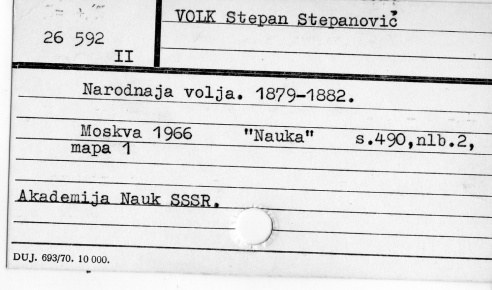 VOLK Stepan Stepanović
26 592
II
Narodnaja volja. 1879-1882.
Moskva 1966 "Nauka" s.490,nlb.2,
mapa 1
Akademija Nauk SSSR.
DUJ. 693/70. 10 000.